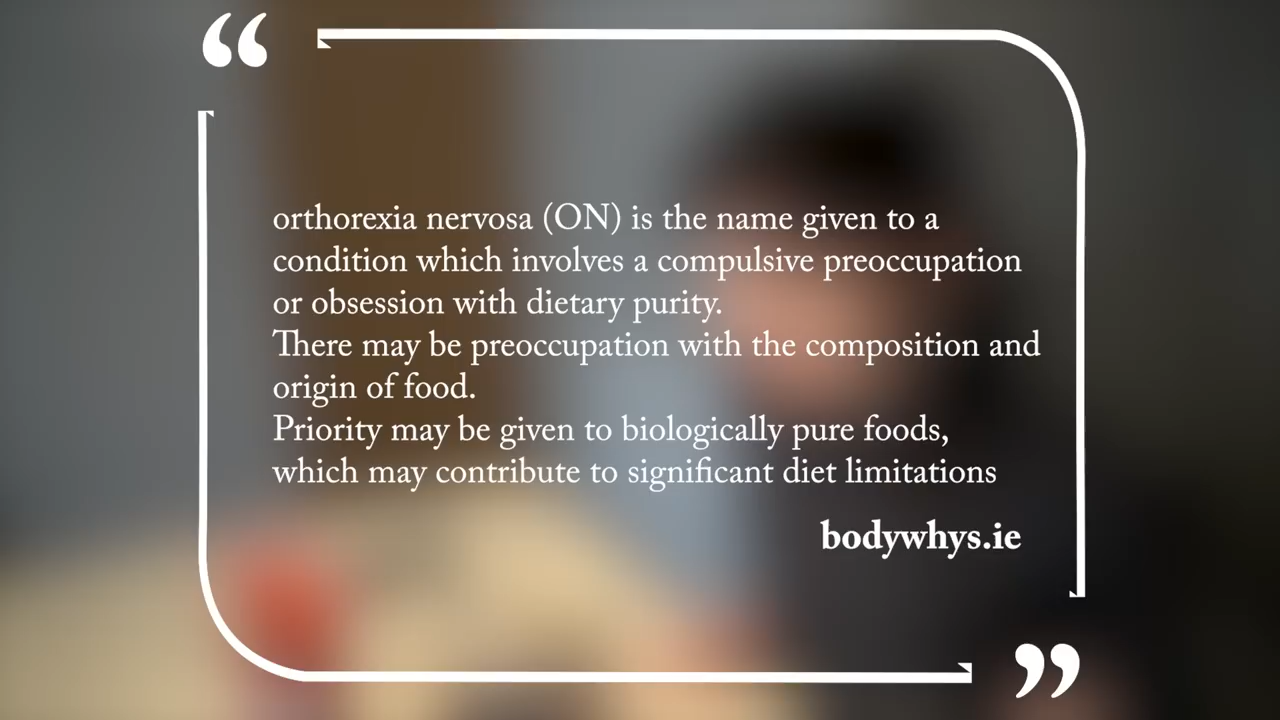 “
orthorexia nervosa (ON) is the name given to a
condition which involves a compulsive preoccupation
or obsession with dietary purity.
There may be preoccupation with the composition and
origin of food.
Priority may be given to biologically pure foods,
which may contribute to significant diet limitations
bodywhys.ie
”